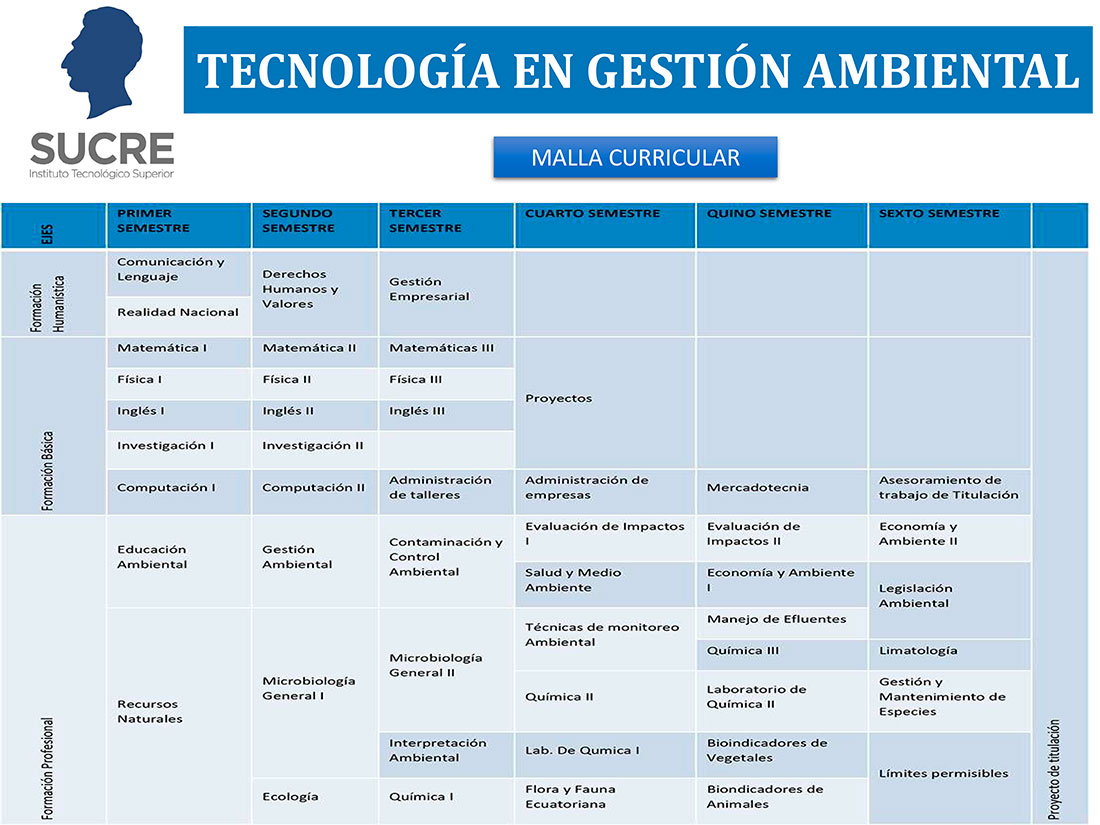 SUCRE
Instituto Tecnológico Superior
TECNOLOGÍA EN GESTIÓN AMBIENTAL
MALLA CURRICULAR
EJES
PRIMER
SEMESTRE
SEGUNDO
SEMESTRE
TERCER
SEMESTRE
CUARTO SEMESTRE
QUINO SEMESTRE
SEXTO SEMESTRE
Formación
Humanística
Comunicación y
Lenguaje
Realidad Nacional
Derechos
Humanos y
Valores
Gestión
Empresarial
Formación Básica
Matemática I
Matemática II
Matemáticas III
Física I
Física II
Física III
Inglés I
Inglés II
Inglés III
Investigación I
Investigación II
Proyectos
Computación I
Computación II
Administración
de talleres
Administración de
empresas
Mercadotecnia
Asesoramiento de
trabajo de Titulación
Formación Profesional
Educación
Ambiental
Gestión
Ambiental
Contaminación y
Control
Ambiental
Evaluación de Impactos
I
Evaluación de
Impactos II
Economía y
Ambiente II
Salud y Medio
Ambiente
Economía y Ambiente
I
Legislación
Ambiental
Recursos
Naturales
Microbiología
General I
Microbiología
General II
Técnicas de monitoreo
Ambiental
Manejo de Efluentes
Química III
Limatología
Química II
Laboratorio de
Química II
Gestión y
Mantenimiento de
Especies
Interpretación
Ambiental
Lab. De Qumica I
Bioindicadores de
Vegetales
Límites permisibles
Ecología
Química I
Flora y Fauna
Ecuatoriana
Biondicadores de
Animales
Proyecto de titulación